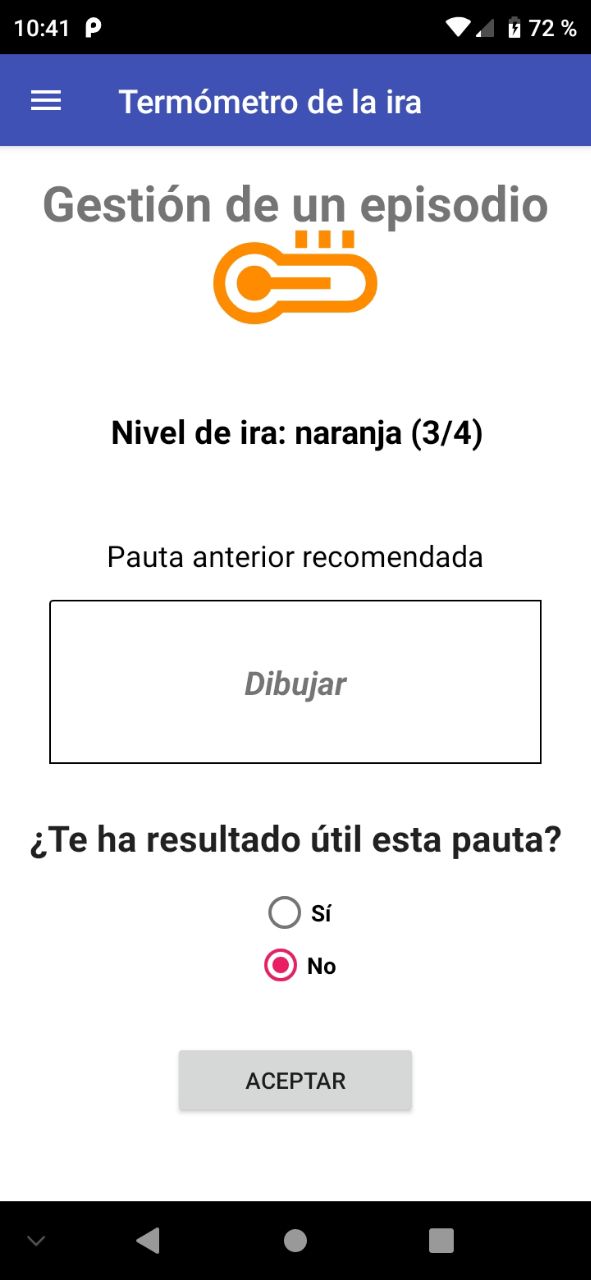 10:41
72 %
Termómetro de la ira
Gestión de un episodio
Nivel de ira: naranja (3/4)
Pauta anterior recomendada
Dibujar
¿Te ha resultado útil esta pauta?
Sí
No
ACEPTAR